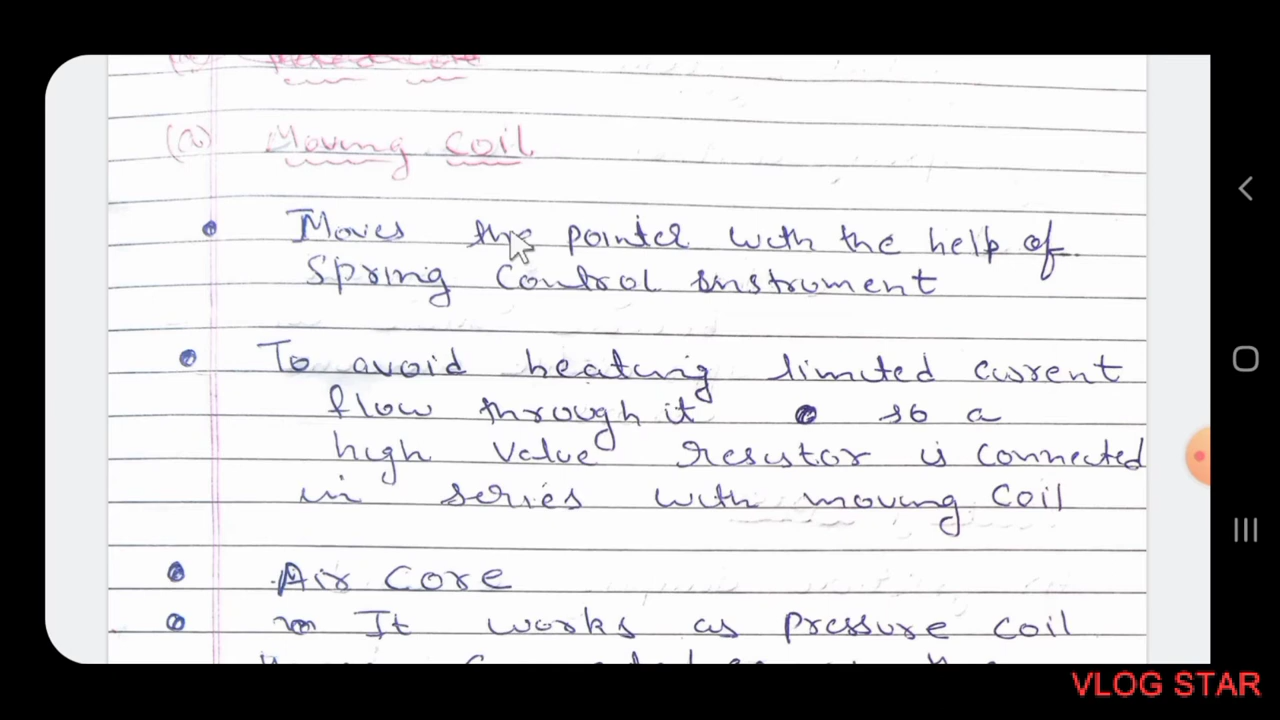 (a) Moving Coil
• Moves the pointer with the help of
Spring Control instrument
• To avoid heating limited current
flow through it so a
high value resistor is connected
in series with moving coil
• Air Core
• It works as pressure coil
VLOG STAR